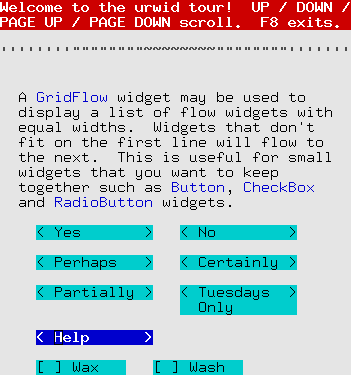 Welcome to the urwid tour!  UP / DOWN /
PAGE UP / PAGE DOWN scroll.  F8 exits.
A GridFlow widget may be used to
display a list of flow widgets with
equal widths.  Widgets that don't
fit on the first line will flow to
the next.  This is useful for small
widgets that you want to keep
together such as Button, CheckBox
and RadioButton widgets.
< Yes > < No >
< Perhaps > < Certainly >
< Partially > < Tuesdays >
Only
< Help >
[ ] Wax [ ] Wash